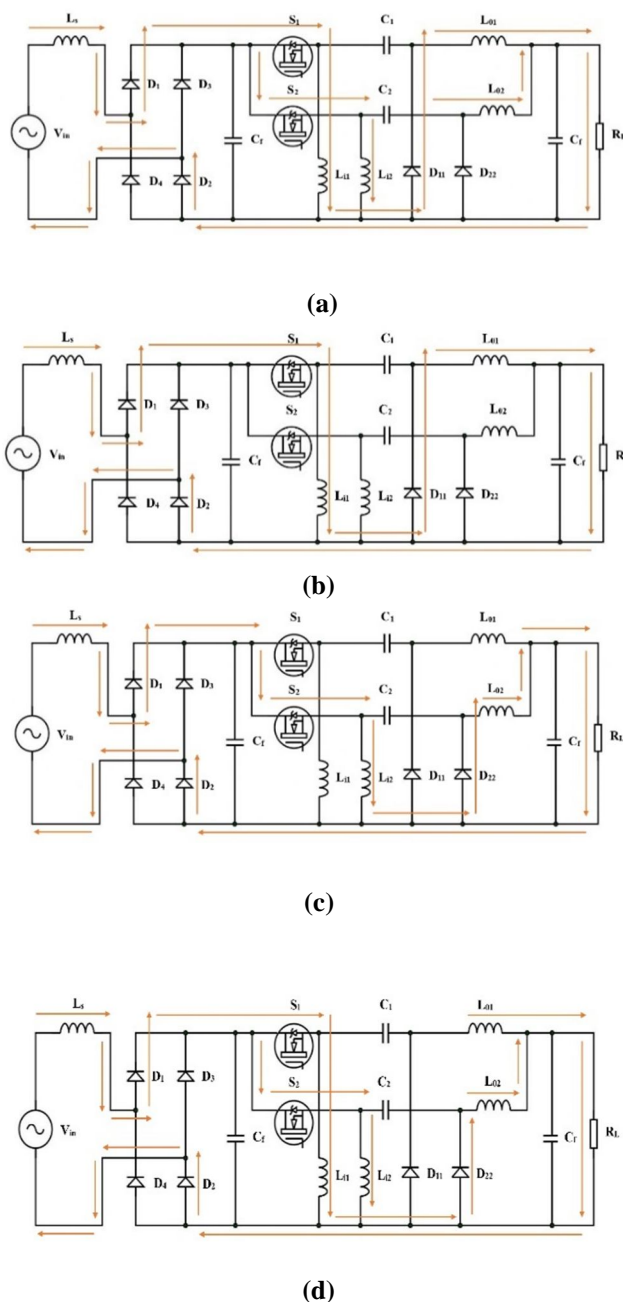 Ls S1 C1 L01
D1 D3 S2 C2 L02
Vin Cf Cf R
D4 D2 Li1 Li2 D11 D22
(a)
Ls S1 C1 L01
D1 D3 S2 C2 L02
Vin Cf Cf R
D4 D2 Li1 Li2 D11 D22
(b)
Ls S1 C1 L01
D1 D3 S2 C2 L02
Vin Cf Cf RL
D4 D2 Li1 Li2 D11 D22
(c)
Ls S1 C1 L01
D1 D3 S2 C2 L02
Vin Cf Cf RL
D4 D2 Li1 Li2 D11 D22
(d)